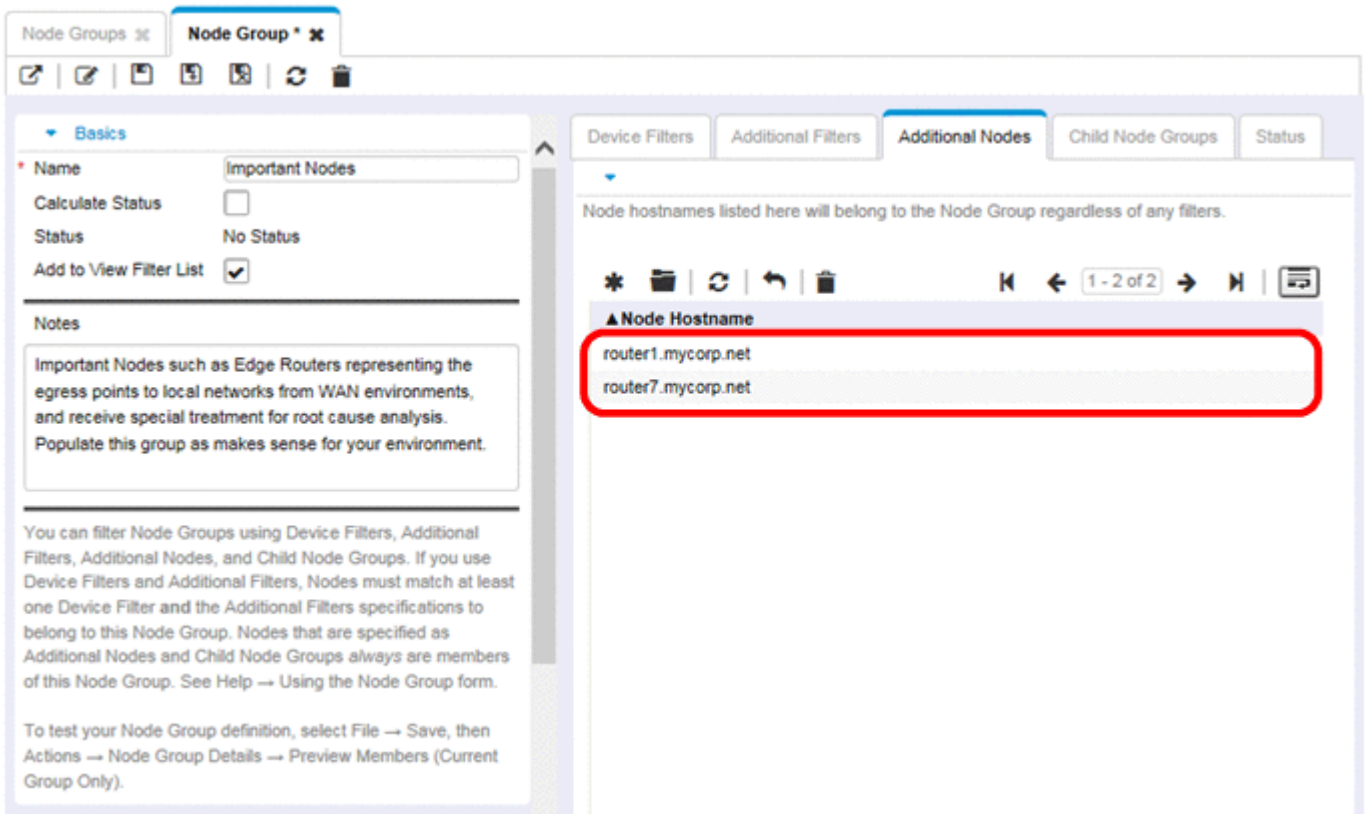 Node Groups
Node Group *
Basics
* Name
Important Nodes
Calculate Status
Status
No Status
Add to View Filter List
Notes
Important Nodes such as Edge Routers representing the
egress points to local networks from WAN environments,
and receive special treatment for root cause analysis.
Populate this group as makes sense for your environment.
You can filter Node Groups using Device Filters, Additional
Filters, Additional Nodes, and Child Node Groups. If you use
Device Filters and Additional Filters, Nodes must match at least
one Device Filter and the Additional Filters specifications to
belong to this Node Group. Nodes that are specified as
Additional Nodes and Child Node Groups always are members
of this Node Group. See Help → Using the Node Group form.
To test your Node Group definition, select File → Save, then
Actions → Node Group Details → Preview Members (Current
Group Only).
Device Filters
Additional Filters
Additional Nodes
Child Node Groups
Status
Node hostnames listed here will belong to the Node Group regardless of any filters.
1 - 2 of 2
▲Node Hostname
router1.mycorp.net
router7.mycorp.net